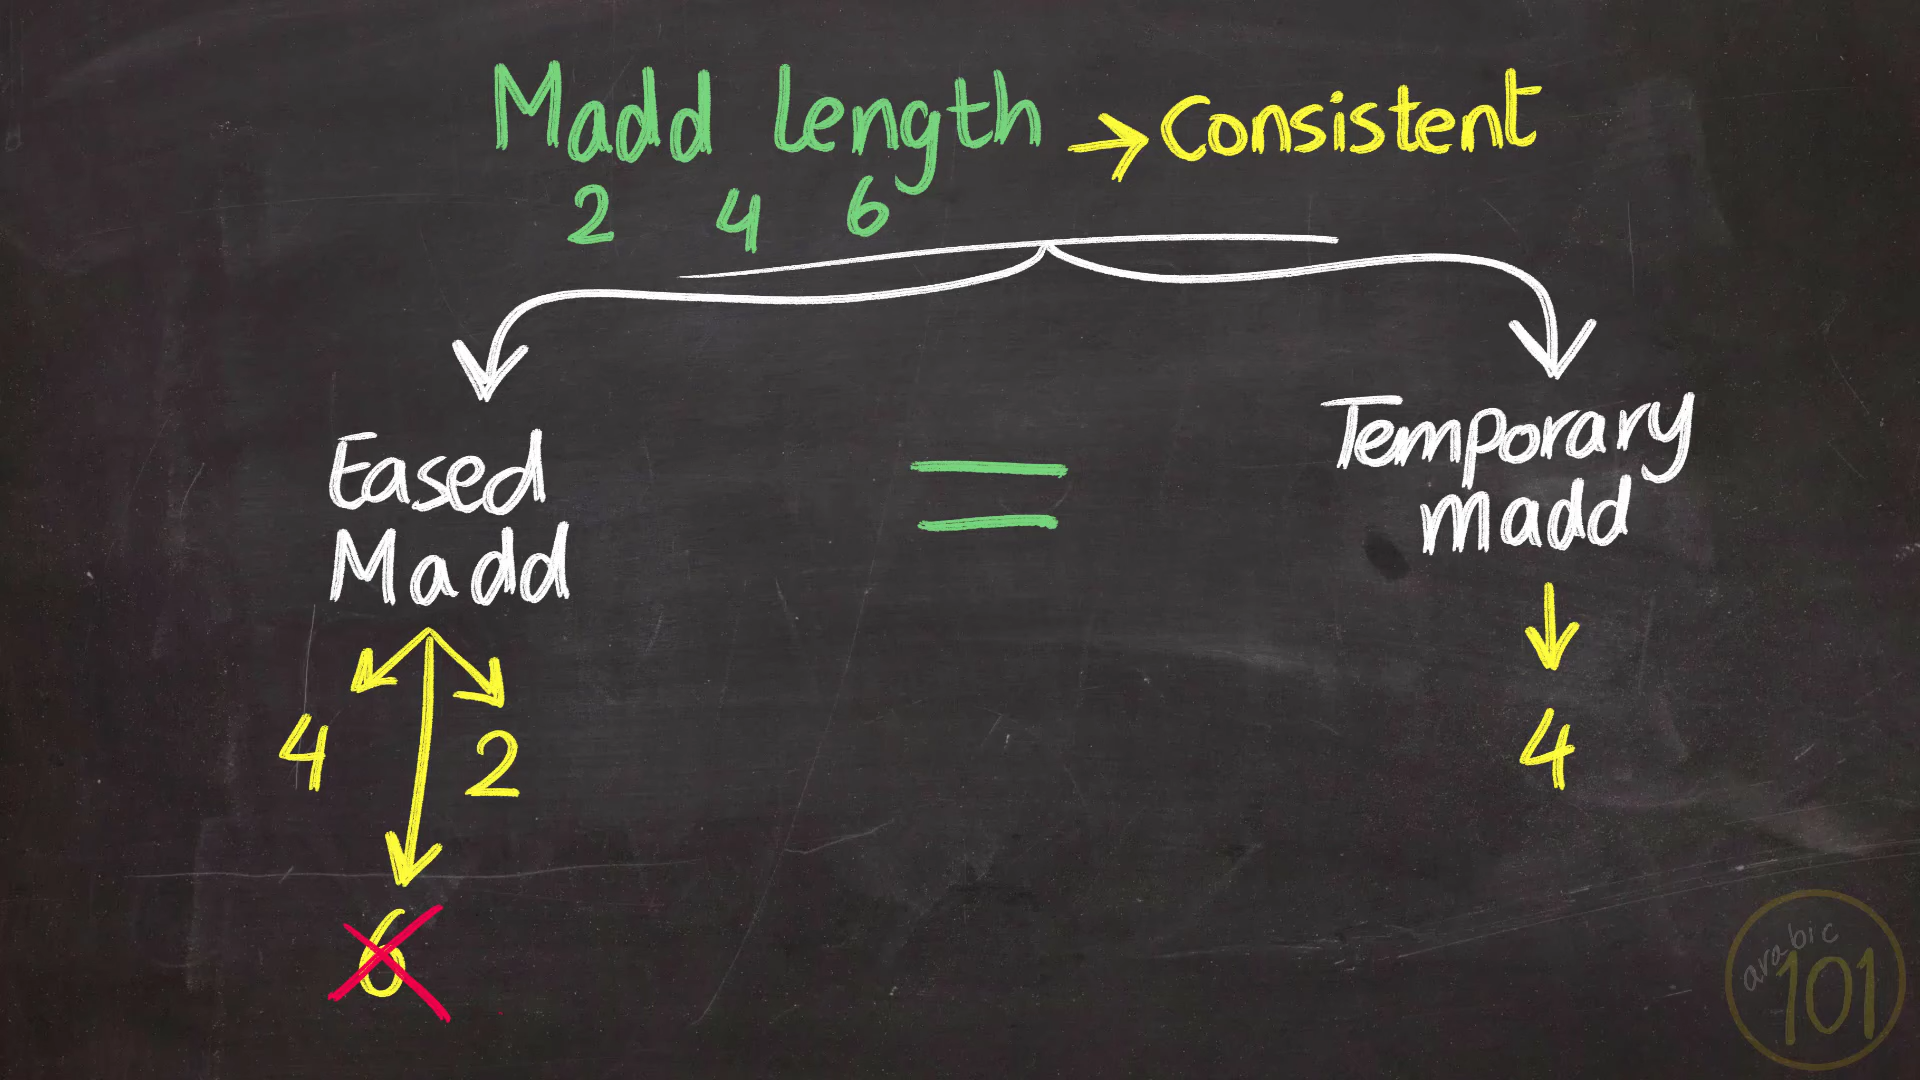 Madd length → Consistent
2 4 6
Eased
Madd
=
Temporary
madd
4 2
6
4
arabic
101